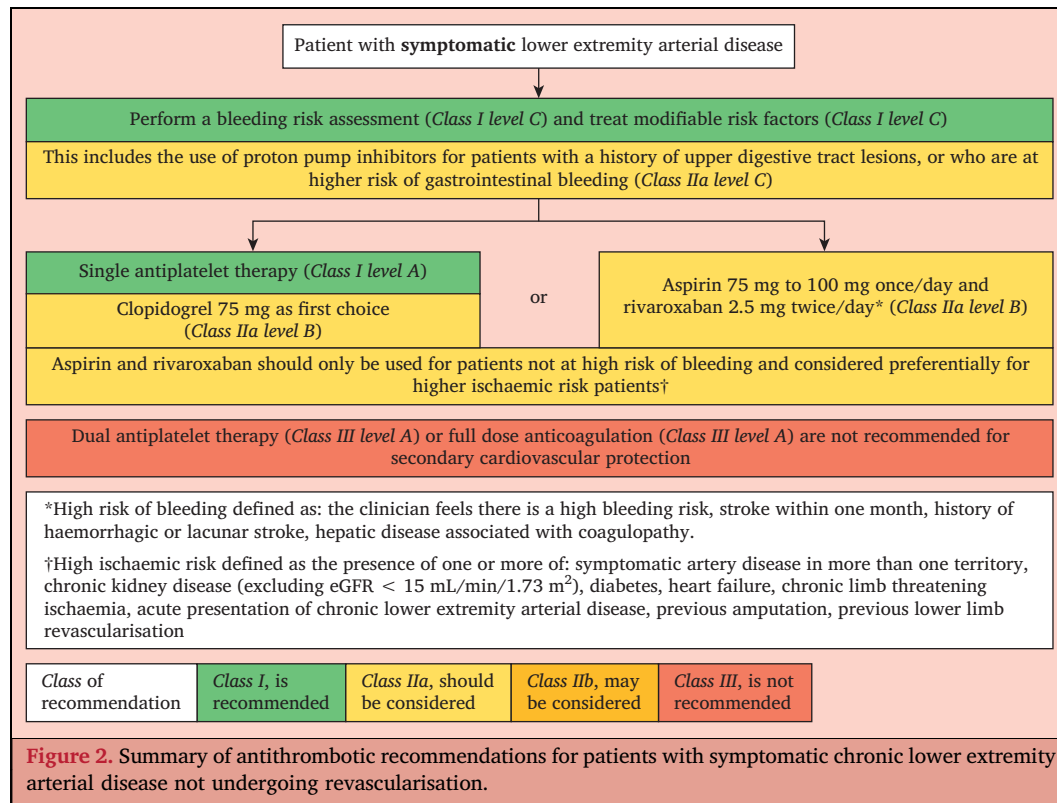 Patient with symptomatic lower extremity arterial disease
Perform a bleeding risk assessment (Class I level C) and treat modifiable risk factors (Class I level C)
This includes the use of proton pump inhibitors for patients with a history of upper digestive tract lesions, or who are at
higher risk of gastrointestinal bleeding (Class IIa level C)
Single antiplatelet therapy (Class I level A)
Clopidogrel 75 mg as first choice
(Class IIa level B)
or
Aspirin 75 mg to 100 mg once/day and
rivaroxaban 2.5 mg twice/day* (Class IIa level B)
Aspirin and rivaroxaban should only be used for patients not at high risk of bleeding and considered preferentially for
higher ischaemic risk patients†
Dual antiplatelet therapy (Class III level A) or full dose anticoagulation (Class III level A) are not recommended for
secondary cardiovascular protection
*High risk of bleeding defined as: the clinician feels there is a high bleeding risk, stroke within one month, history of
haemorrhagic or lacunar stroke, hepatic disease associated with coagulopathy.
†High ischaemic risk defined as the presence of one or more of: symptomatic artery disease in more than one territory,
chronic kidney disease (excluding eGFR < 15 mL/min/1.73 m²), diabetes, heart failure, chronic limb threatening
ischaemia, acute presentation of chronic lower extremity arterial disease, previous amputation, previous lower limb
revascularisation
Class of
recommendation
Class I, is
recommended
Class IIa, should
be considered
Class IIb, may
be considered
Class III, is not
recommended
Figure 2. Summary of antithrombotic recommendations for patients with symptomatic chronic lower extremity
arterial disease not undergoing revascularisation.